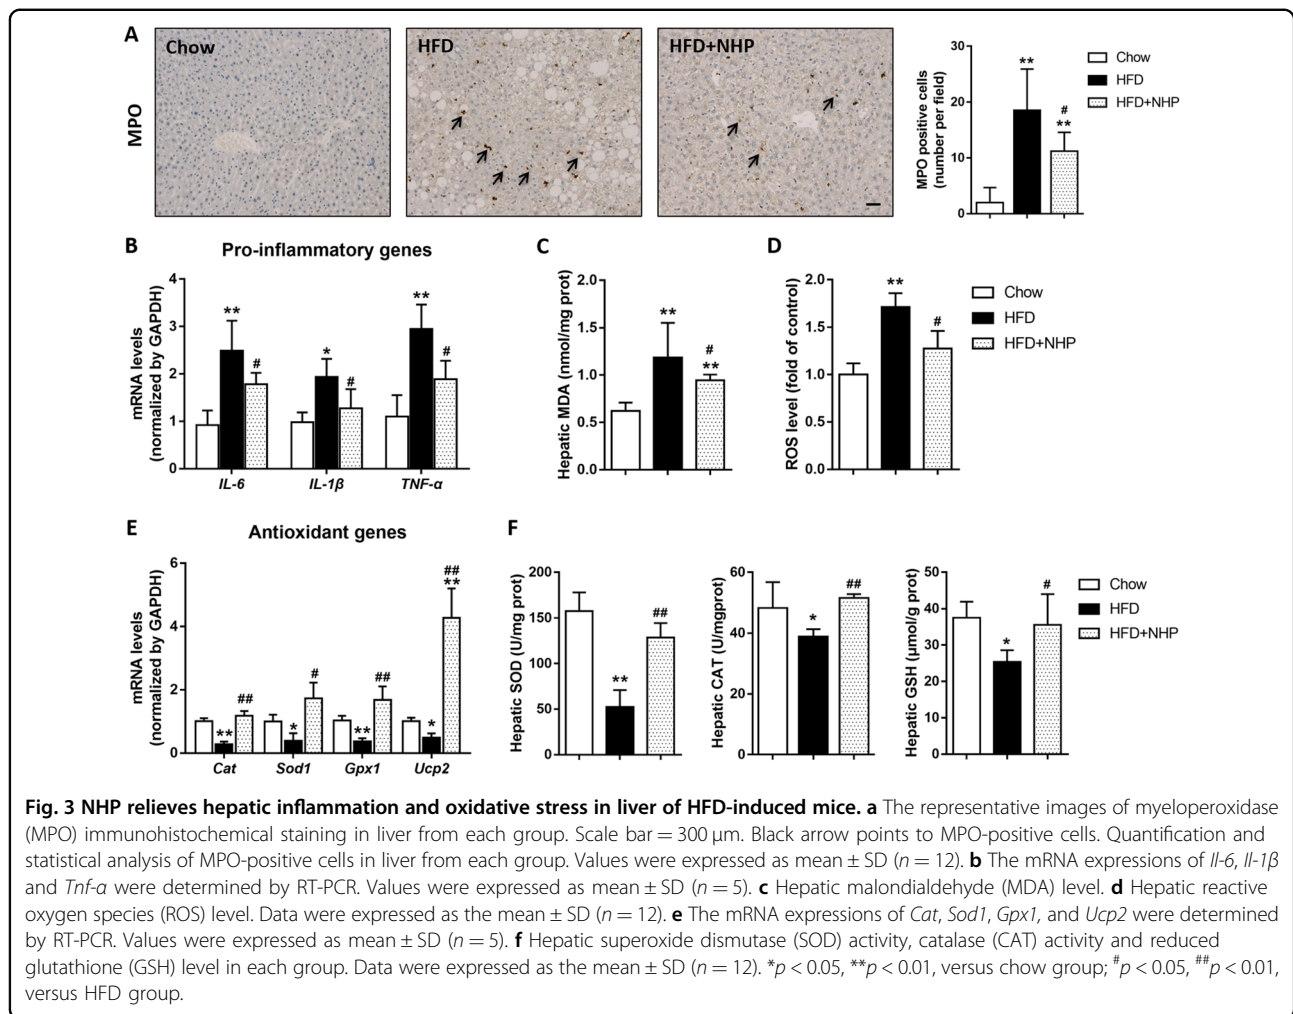 A
Chow
HFD
HFD+NHP
MPO
MPO positive cells
(number per field)
30
20
10
0
**
#
**
Chow
HFD
HFD+NHP
B
Pro-inflammatory genes
mRNA levels
(normalized by GAPDH)
4
3
2
1
0
**
#
*
#
**
#
IL-6
IL-1β
TNF-α
C
Hepatic MDA (nmol/mg prot)
2.0
1.5
1.0
0.5
0.0
**
#
**
D
ROS level (fold of control)
2.0
1.5
1.0
0.5
0.0
**
#
Chow
HFD
HFD+NHP
E
Antioxidant genes
mRNA levels
(normalized by GAPDH)
6
4
2
0
**
##
*
#
**
##
*
##
**
Cat
Sod1
Gpx1
Ucp2
F
Hepatic SOD (U/mg prot)
200
150
100
50
0
**
##
Hepatic CAT (U/mgprot)
60
40
20
0
*
##
Hepatic GSH (μmol/g prot)
50
40
30
20
10
0
*
#
Chow
HFD
HFD+NHP
Fig. 3 NHP relieves hepatic inflammation and oxidative stress in liver of HFD-induced mice. a The representative images of myeloperoxidase
(MPO) immunohistochemical staining in liver from each group. Scale bar = 300 μm. Black arrow points to MPO-positive cells. Quantification and
statistical analysis of MPO-positive cells in liver from each group. Values were expressed as mean ± SD (n = 12). b The mRNA expressions of Il-6, Il-1β
and Tnf-α were determined by RT-PCR. Values were expressed as mean ± SD (n = 5). c Hepatic malondialdehyde (MDA) level. d Hepatic reactive
oxygen species (ROS) level. Data were expressed as the mean ± SD (n = 12). e The mRNA expressions of Cat, Sod1, Gpx1, and Ucp2 were determined
by RT-PCR. Values were expressed as mean ± SD (n = 5). f Hepatic superoxide dismutase (SOD) activity, catalase (CAT) activity and reduced
glutathione (GSH) level in each group. Data were expressed as the mean ± SD (n = 12). *p < 0.05, **p < 0.01, versus chow group; #p < 0.05, ##p < 0.01,
versus HFD group.